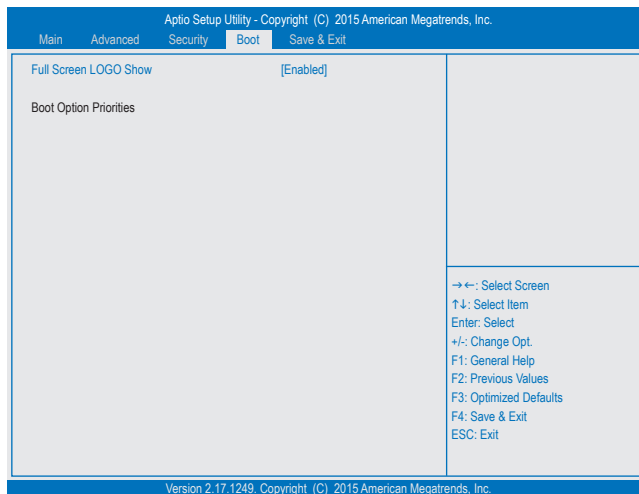 Aptio Setup Utility - Copyright (C) 2015 American Megatrends, Inc.
Main Advanced Security Boot Save & Exit
Full Screen LOGO Show [Enabled]
Boot Option Priorities
→←: Select Screen
↑↓: Select Item
Enter: Select
+/-: Change Opt.
F1: General Help
F2: Previous Values
F3: Optimized Defaults
F4: Save & Exit
ESC: Exit
Version 2.17.1249. Copyright (C) 2015 American Megatrends, Inc.